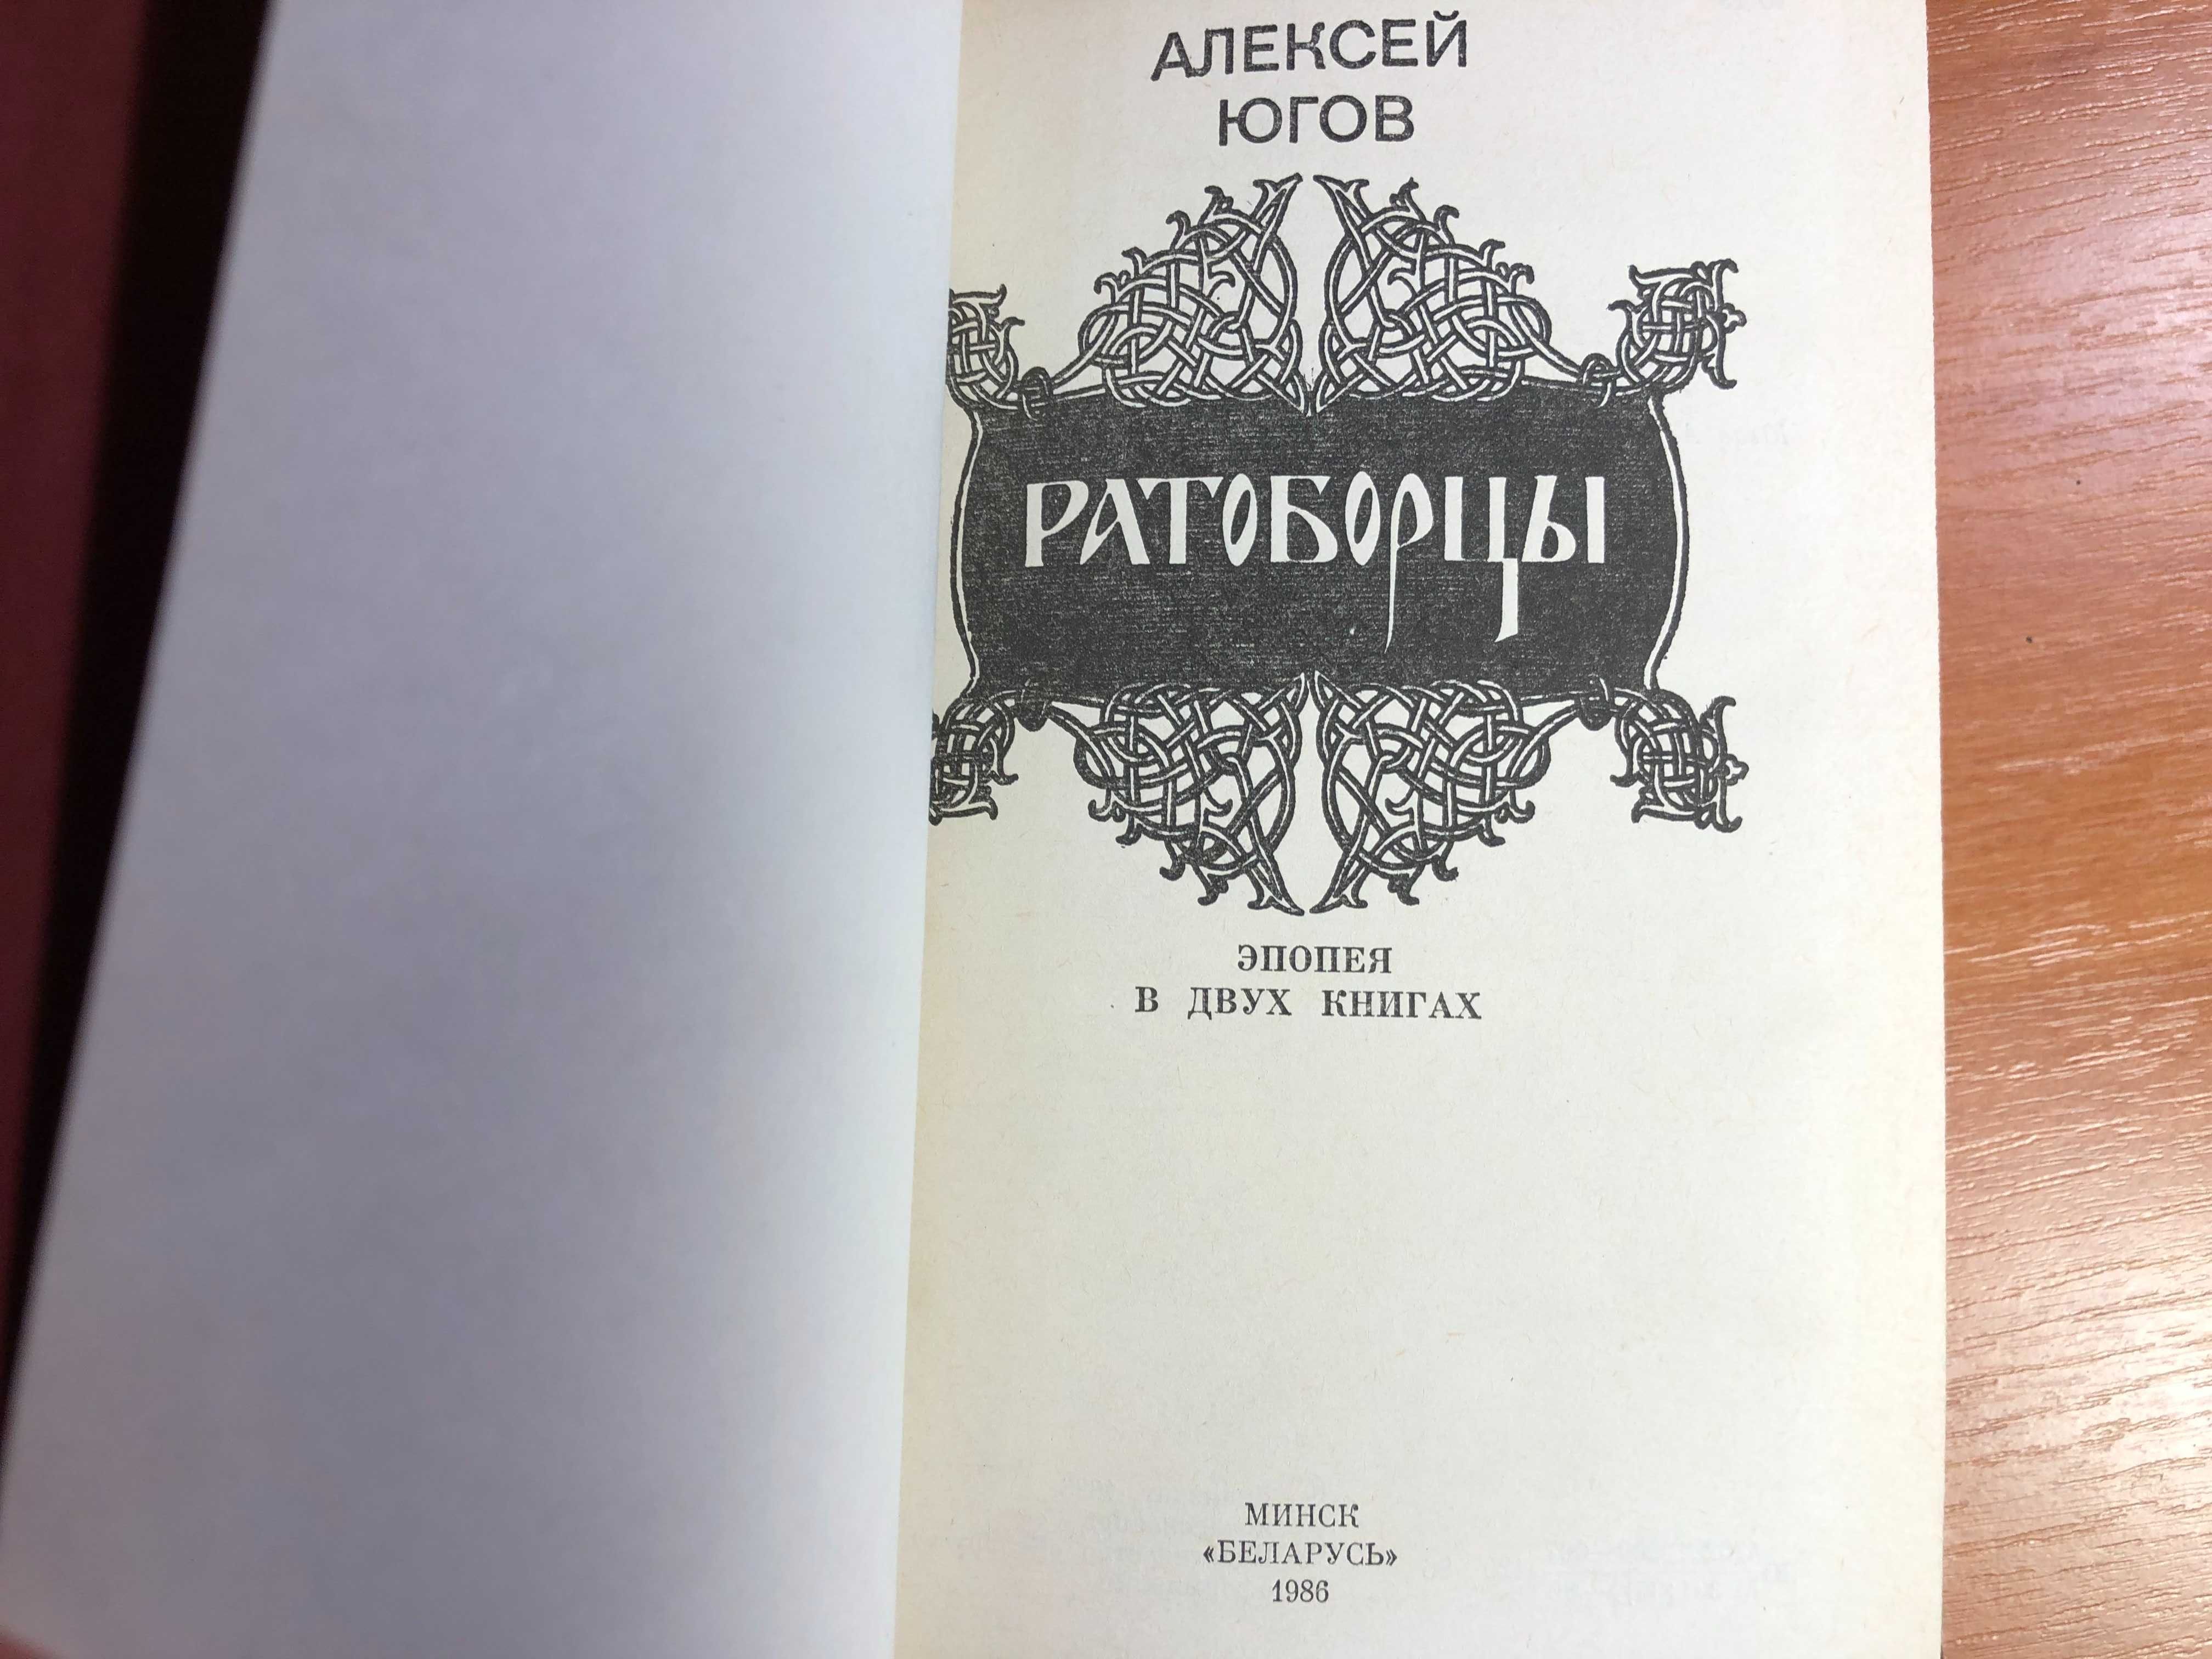 АЛЕКСЕЙ
ЮГОВ
РАТОБОРЦЫ
ЭПОПЕЯ
В ДВУХ КНИГАХ
МИНСК
«БЕЛАРУСЬ»
1986